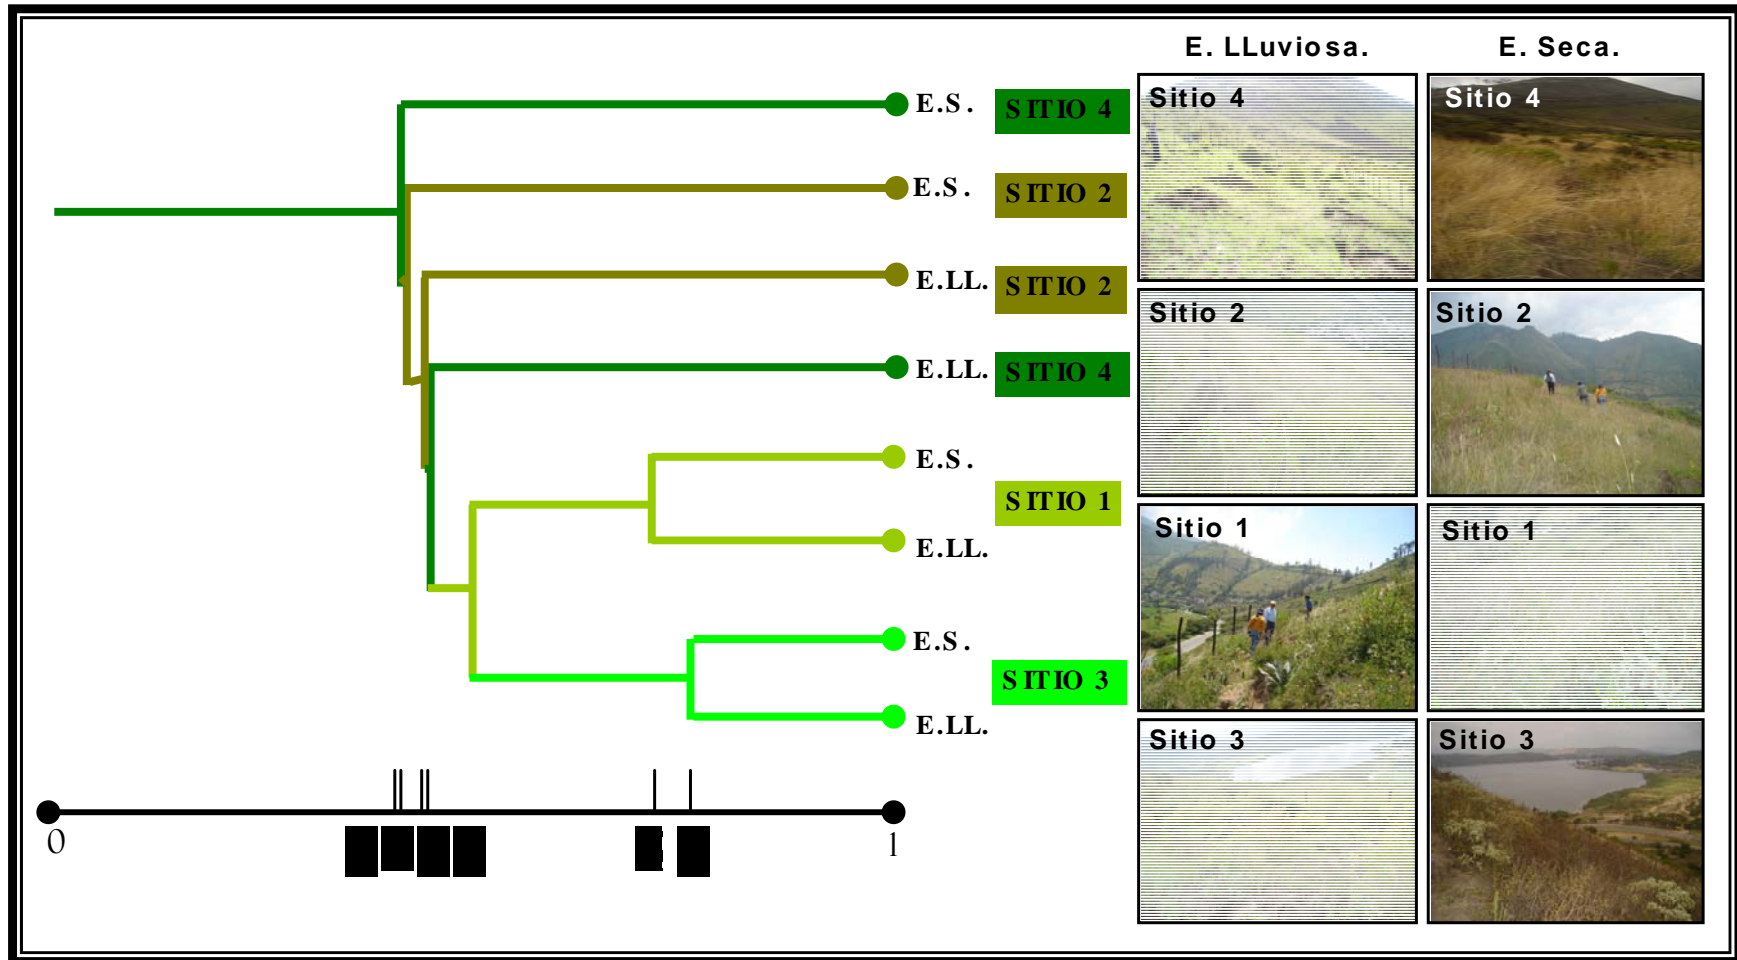 E. LLuviosa.
E. Seca.
E.S.
SITIO 4
E.S.
SITIO 2
E.LL.
SITIO 2
E.LL.
SITIO 4
E.S.
SITIO 1
E.LL.
E.S.
SITIO 3
E.LL.
0
1
Sitio 4
Sitio 4
Sitio 2
Sitio 2
Sitio 1
Sitio 1
Sitio 3
Sitio 3